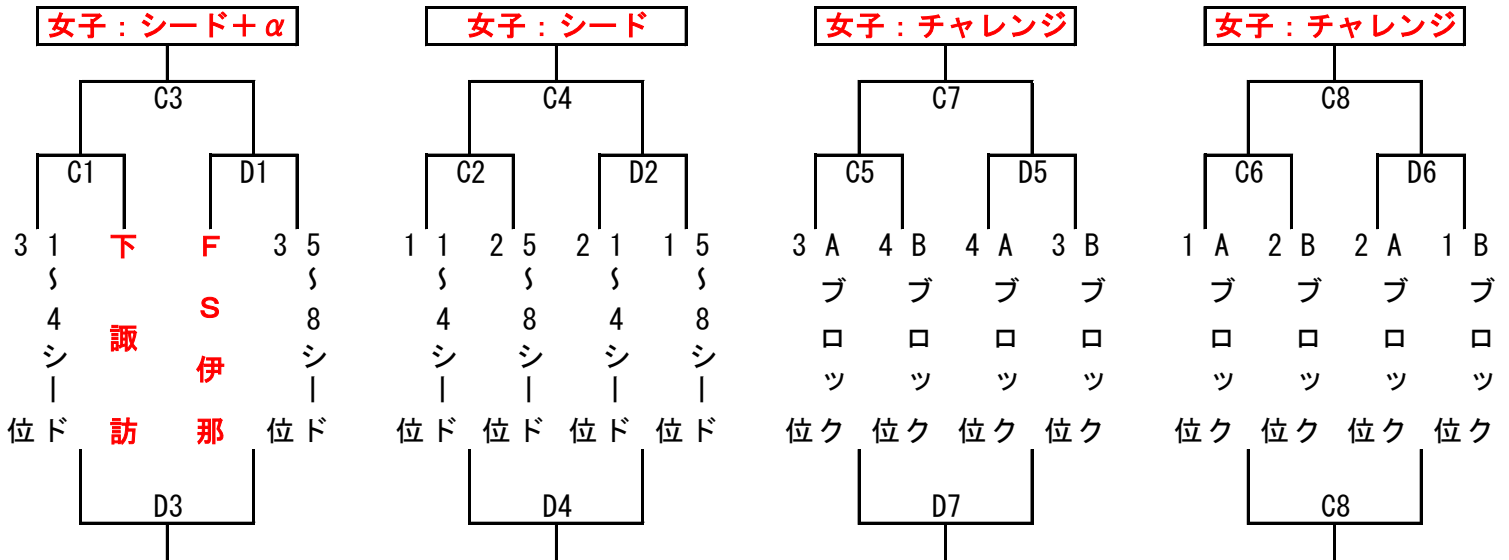 女子：シード＋α
女子：シード
女子：チャレンジ
女子：チャレンジ
C3
C4
C7
C8
C1
D1
C2
D2
C5
D5
C6
D6
1～4シード
3位
下諏訪
FS伊那
5～8シード
3位
1～4シード
1位
5～8シード
2位
1～4シード
2位
5～8シード
1位
Aブロック
3位
Bブロック
4位
Aブロック
4位
Bブロック
3位
Aブロック
1位
Bブロック
2位
Aブロック
2位
Bブロック
1位
D3
D4
D7
C8